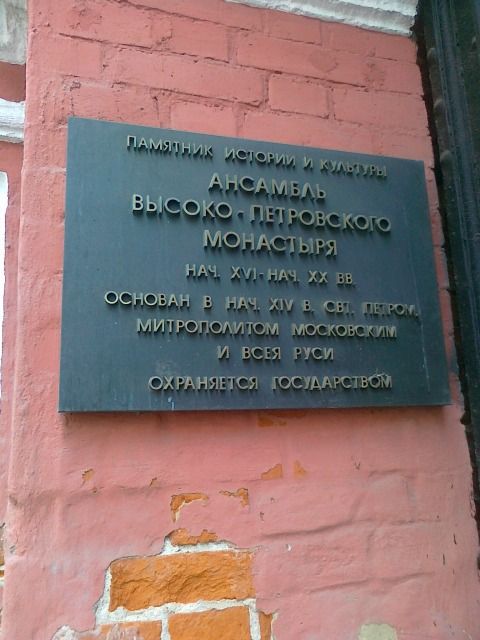 ПАМЯТНИК ИСТОРИИ И КУЛЬТУРЫ
АНСАМБЛЬ
ВЫСОКО-ПЕТРОВСКОГО
МОНАСТЫРЯ
НАЧ. XVI-НАЧ. XX ВВ.
ОСНОВАН В НАЧ. XIV В. СВТ. ПЕТРОМ,
МИТРОПОЛИТОМ МОСКОВСКИМ
И ВСЕЯ РУСИ
ОХРАНЯЕТСЯ ГОСУДАРСТВОМ